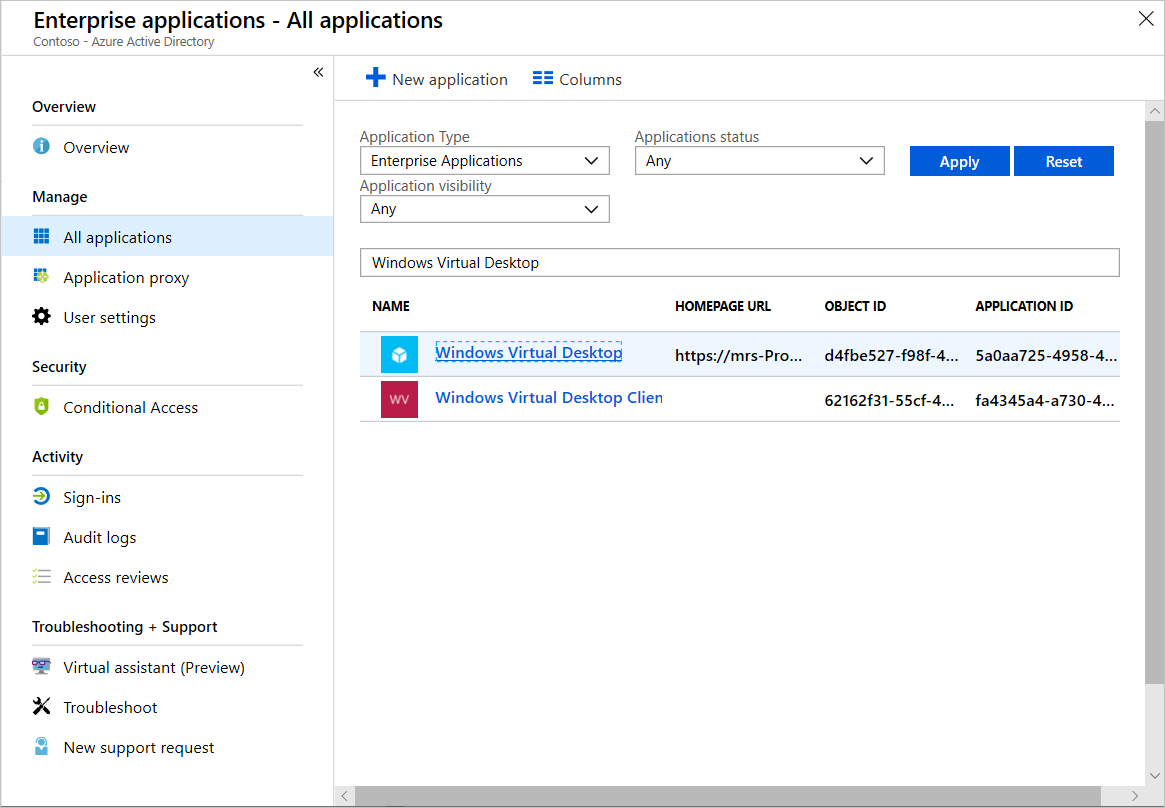 Enterprise applications - All applications
Contoso - Azure Active Directory
Overview
Overview
Manage
All applications
Application proxy
User settings
Security
Conditional Access
Activity
Sign-ins
Audit logs
Access reviews
Troubleshooting + Support
Virtual assistant (Preview)
Troubleshoot
New support request
New application Columns
Application Type Applications status
Enterprise Applications Any Apply Reset
Application visibility
Any
Windows Virtual Desktop
NAME HOMEPAGE URL OBJECT ID APPLICATION ID
Windows Virtual Desktop https://mrs-Pro... d4fbe527-f98f-4... 5a0aa725-4958-4...
WV Windows Virtual Desktop Clien 62162f31-55cf-4... fa4345a4-a730-4...